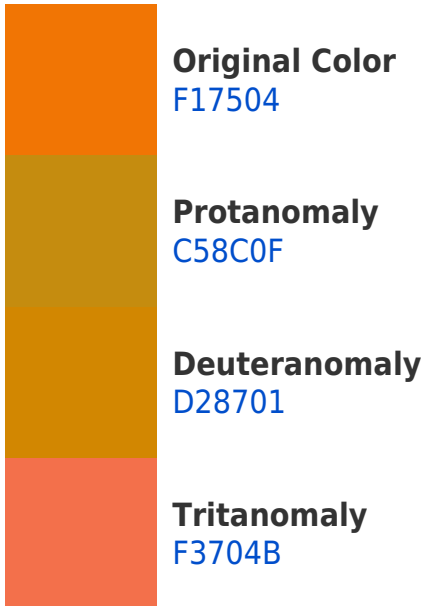 Original Color
F17504
Protanomaly
C58C0F
Deuteranomaly
D28701
Tritanomaly
F3704B